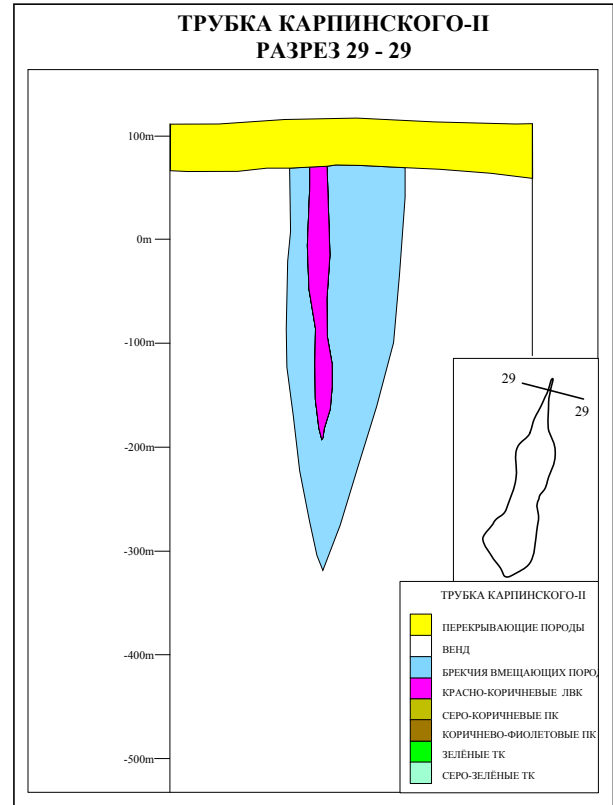 ТРУБКА КАРПИНСКОГО-II
РАЗРЕЗ 29 - 29
100m
0m
-100m
-200m
-300m
-400m
-500m
29
29
ТРУБКА КАРПИНСКОГО-II
ПЕРЕКРЫВАЮЩИЕ ПОРОДЫ
ВЕНД
БРЕКЧИЯ ВМЕЩАЮЩИХ ПОРОД
КРАСНО-КОРИЧНЕВЫЕ ЛВК
СЕРО-КОРИЧНЕВЫЕ ПК
КОРИЧНЕВО-ФИОЛЕТОВЫЕ ПК
ЗЕЛЁНЫЕ ТК
СЕРО-ЗЕЛЁНЫЕ ТК